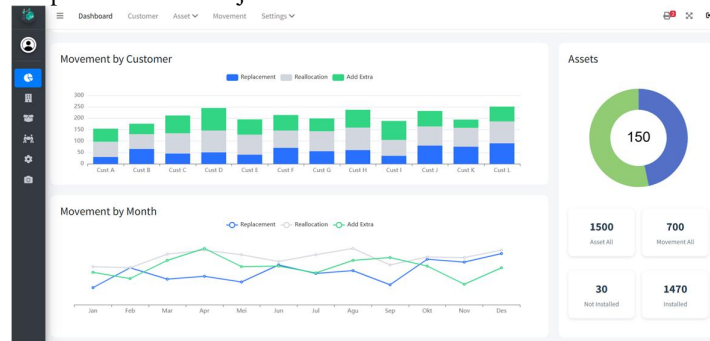 Dashboard Customer Asset Movement Settings
2
Movement by Customer
Replacement Reallocation Add Extra
300
250
200
150
100
50
0
Cust A Cust B Cust C Cust D Cust E Cust F Cust G Cust H Cust I Cust J Cust K Cust L
Movement by Month
Replacement Reallocation Add Extra
Jan Feb Mar Apr Mei Jun Jul Agu Sep Okt Nov Des
Assets
150
1500 700
Asset All Movement All
30 1470
Not Installed Installed